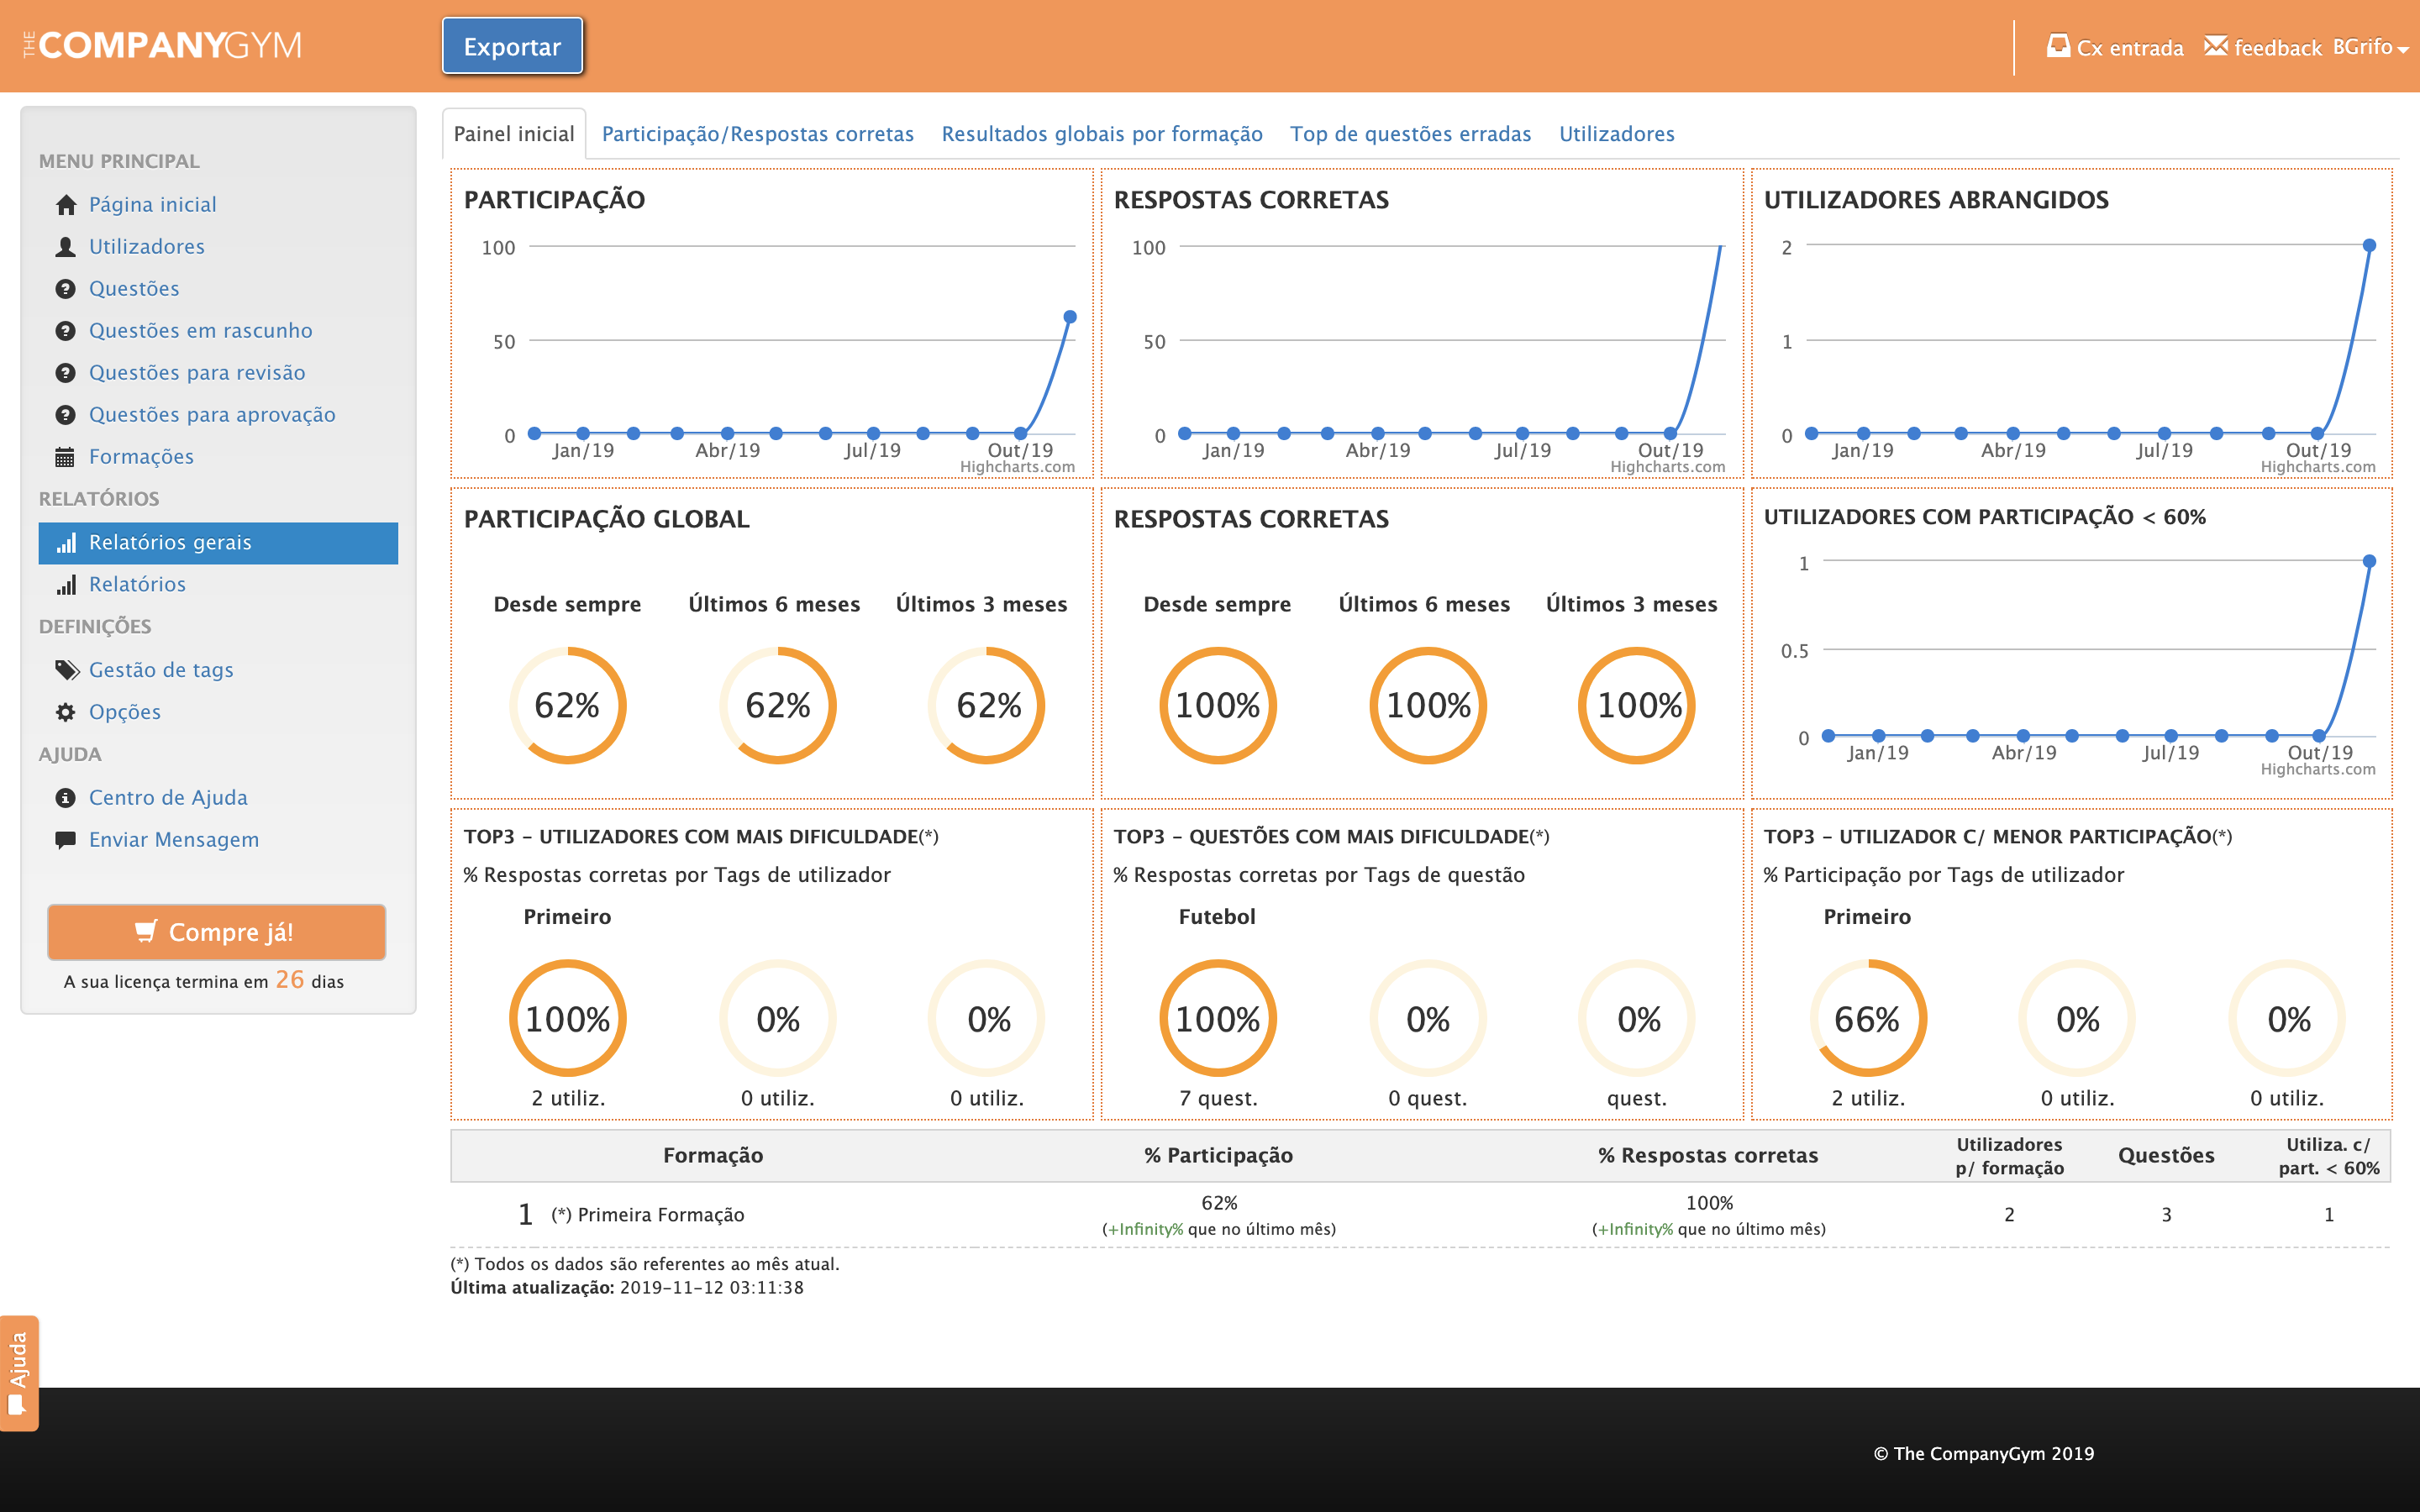 THE COMPANYGYM
Exportar
Cx entrada
feedback
BGrifo
MENU PRINCIPAL
Página inicial
Utilizadores
Questões
Questões em rascunho
Questões para revisão
Questões para aprovação
Formações
RELATÓRIOS
Relatórios gerais
Relatórios
DEFINIÇÕES
Gestão de tags
Opções
AJUDA
Centro de Ajuda
Enviar Mensagem
Compre já!
A sua licença termina em 26 dias
Painel inicial Participação/Respostas corretas Resultados globais por formação Top de questões erradas Utilizadores
PARTICIPAÇÃO
100
50
0
Jan/19 Abr/19 Jul/19 Out/19
Highcharts.com
RESPOSTAS CORRETAS
100
50
0
Jan/19 Abr/19 Jul/19 Out/19
Highcharts.com
UTILIZADORES ABRANGIDOS
2
1
0
Jan/19 Abr/19 Jul/19 Out/19
Highcharts.com
PARTICIPAÇÃO GLOBAL
Desde sempre Últimos 6 meses Últimos 3 meses
62% 62% 62%
RESPOSTAS CORRETAS
Desde sempre Últimos 6 meses Últimos 3 meses
100% 100% 100%
UTILIZADORES COM PARTICIPAÇÃO < 60%
1
0.5
0
Jan/19 Abr/19 Jul/19 Out/19
Highcharts.com
TOP3 - UTILIZADORES COM MAIS DIFICULDADE(*)
% Respostas corretas por Tags de utilizador
Primeiro
100% 0% 0%
2 utiliz. 0 utiliz. 0 utiliz.
TOP3 - QUESTÕES COM MAIS DIFICULDADE(*)
% Respostas corretas por Tags de questão
Futebol
100% 0% 0%
7 quest. 0 quest. quest.
TOP3 - UTILIZADOR C/ MENOR PARTICIPAÇÃO(*)
% Participação por Tags de utilizador
Primeiro
66% 0% 0%
2 utiliz. 0 utiliz. 0 utiliz.
Formação % Participação % Respostas corretas Utilizadores p/ formação Questões Utiliza. c/ part. < 60%
1 (*) Primeira Formação 62% 100% 2 3 1
(+Infinity% que no último mês) (+Infinity% que no último mês)
(*) Todos os dados são referentes ao mês atual.
Última atualização: 2019-11-12 03:11:38
Ajuda
© The CompanyGym 2019